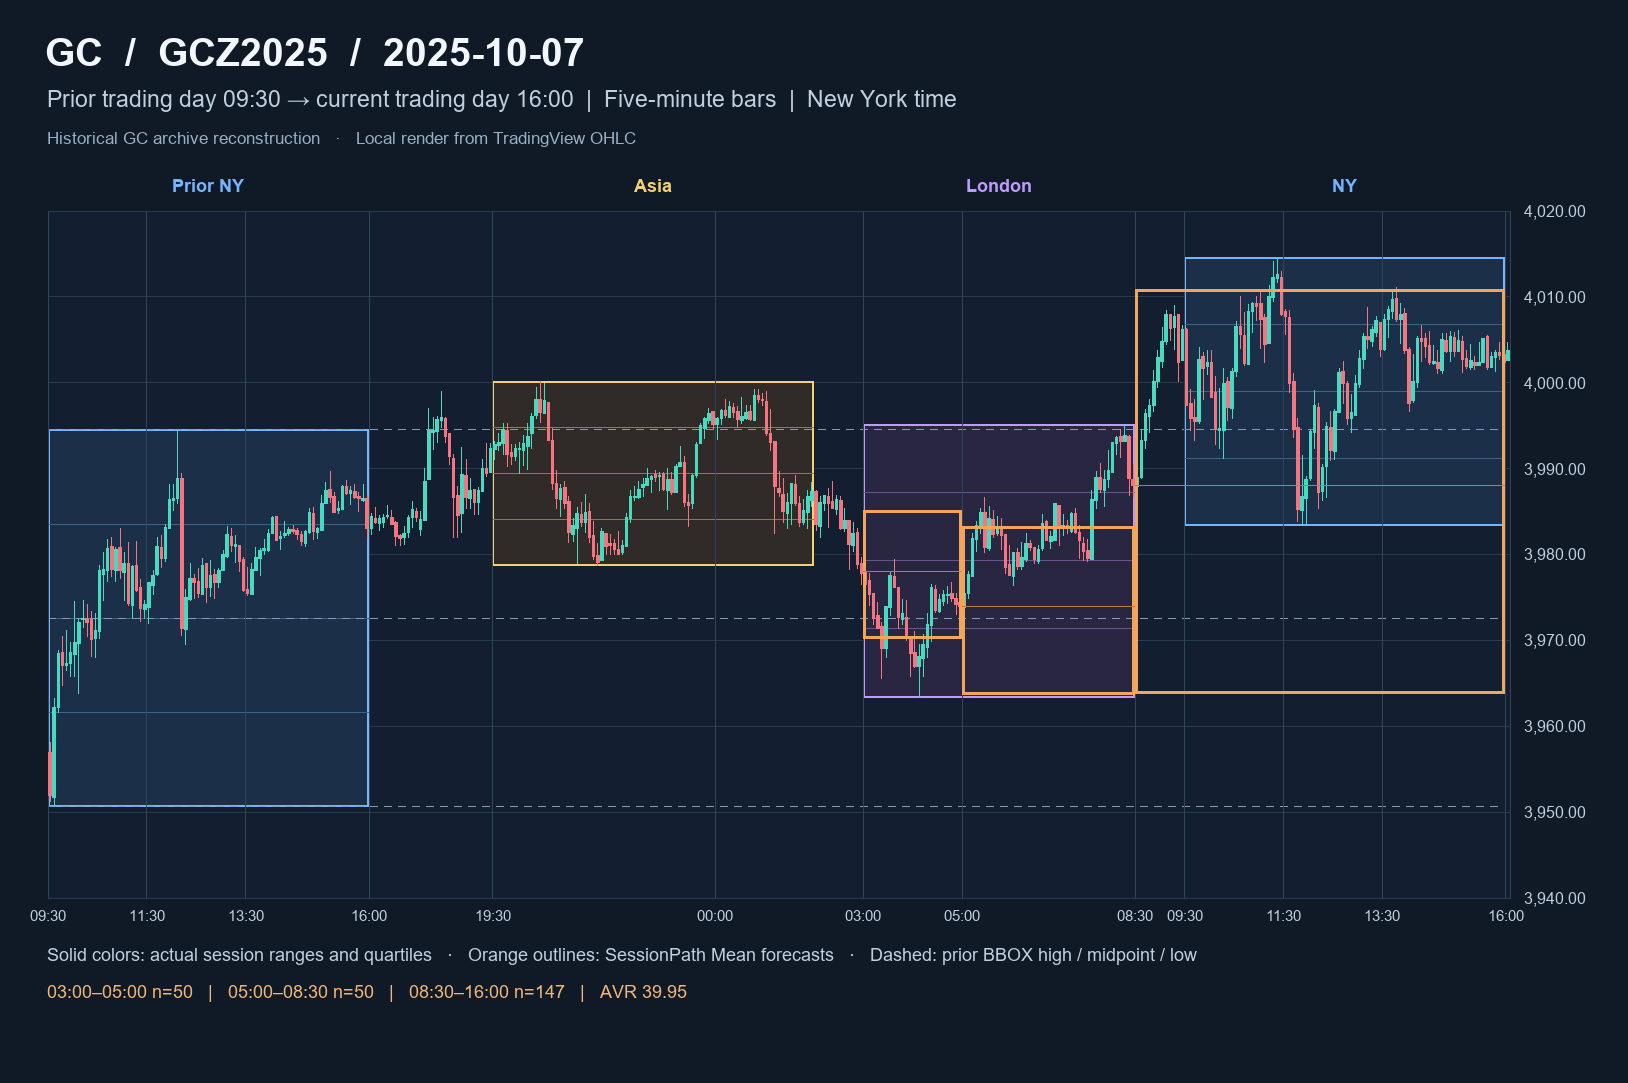 GC / GCZ2025 / 2025-10-07
Prior trading day 09:30 → current trading day 16:00 | Five-minute bars | New York time
Historical GC archive reconstruction · Local render from TradingView OHLC
Prior NY Asia London NY
4,020.00
4,010.00
4,000.00
3,990.00
3,980.00
3,970.00
3,960.00
3,950.00
3,940.00
09:30 11:30 13:30 16:00 19:30 00:00 03:00 05:00 08:30 09:30 11:30 13:30 16:00
Solid colors: actual session ranges and quartiles · Orange outlines: SessionPath Mean forecasts · Dashed: prior BBOX high / midpoint / low
03:00–05:00 n=50 | 05:00–08:30 n=50 | 08:30–16:00 n=147 | AVR 39.95